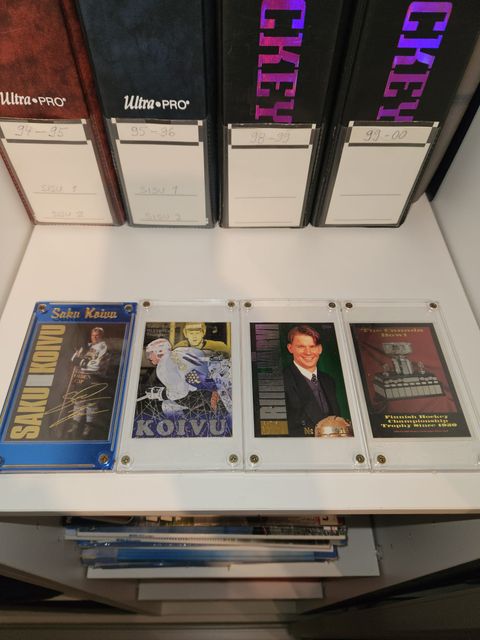 Ultra•PRO®
Ultra•PRO®
CKEY
CKEY
94-95
SISU 1
SISU 2
95-96
SISU 1
SISU 2
98-99
99-00
Saku Koivu
SAKU KOIVU
KOIVU
The Canada
Bowl
Finnish Hockey
Championship
Trophy Since 1950